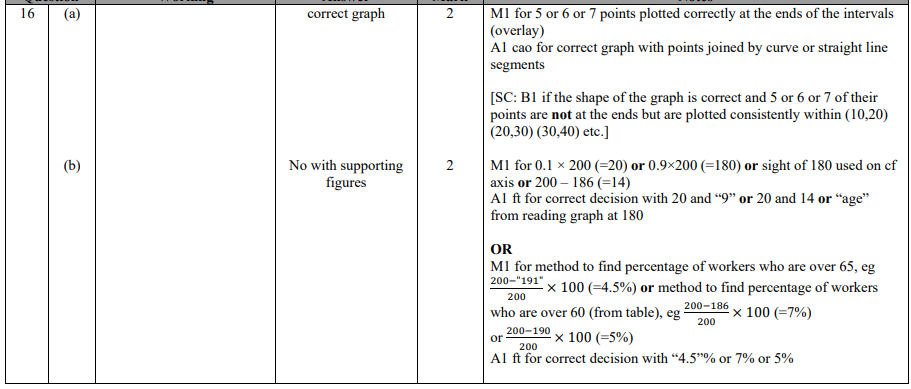 16 (a) correct graph 2 M1 for 5 or 6 or 7 points plotted correctly at the ends of the intervals
(overlay)
A1 cao for correct graph with points joined by curve or straight line
segments
[SC: B1 if the shape of the graph is correct and 5 or 6 or 7 of their
points are not at the ends but are plotted consistently within (10,20)
(20,30) (30,40) etc.]
(b) No with supporting 2 M1 for 0.1 × 200 (=20) or 0.9×200 (=180) or sight of 180 used on cf
figures axis or 200 – 186 (=14)
A1 ft for correct decision with 20 and “9” or 20 and 14 or “age”
from reading graph at 180
OR
M1 for method to find percentage of workers who are over 65, eg
200−"191"/200 × 100 (=4.5%) or method to find percentage of workers
who are over 60 (from table), eg 200−186/200 × 100 (=7%)
or 200−190/200 × 100 (=5%)
A1 ft for correct decision with “4.5”% or 7% or 5%